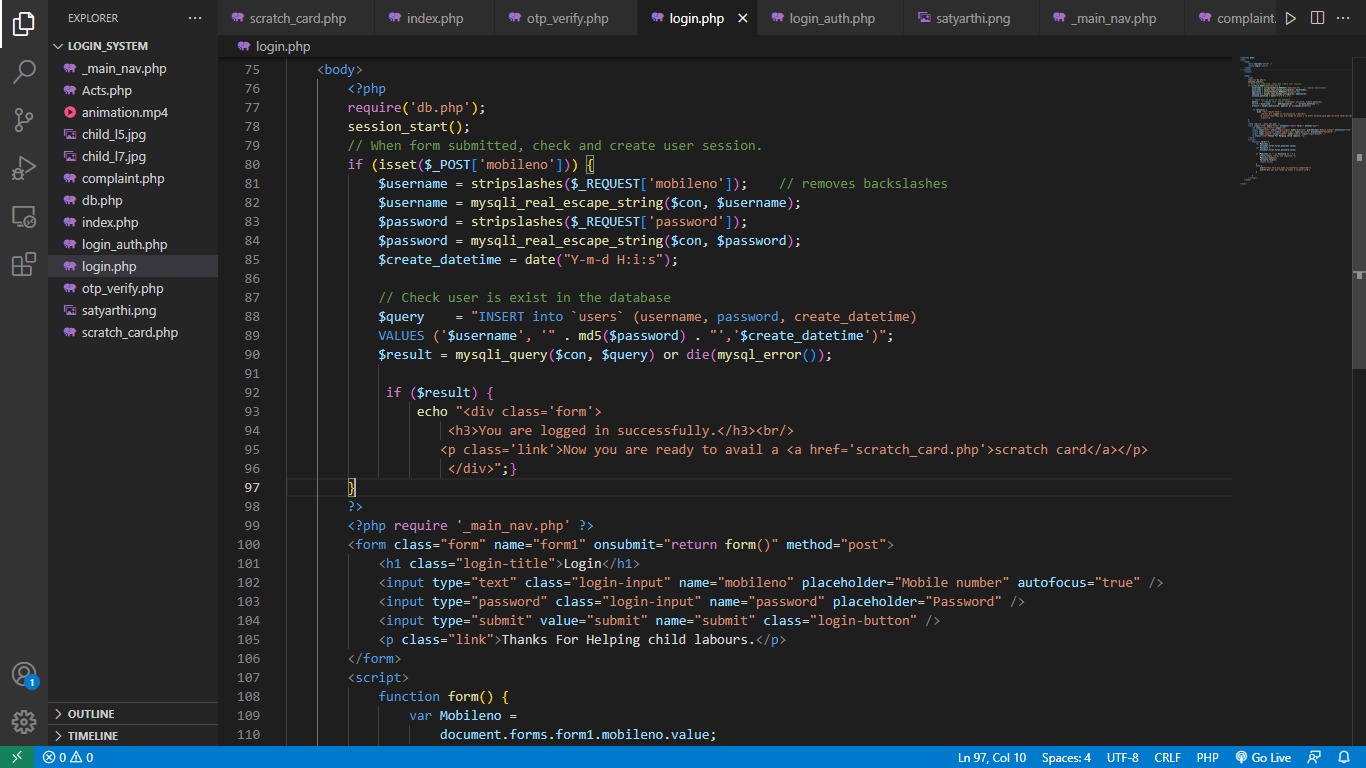 EXPLORER
scratch_card.php
index.php
otp_verify.php
login.php
login_auth.php
satyarthi.png
_main_nav.php
complaint.
LOGIN_SYSTEM
_main_nav.php
Acts.php
animation.mp4
child_l5.jpg
child_l7.jpg
complaint.php
db.php
index.php
login_auth.php
login.php
otp_verify.php
satyarthi.png
scratch_card.php
OUTLINE
TIMELINE
1
login.php
75 <body>
76 <?php
77 require('db.php');
78 session_start();
79 // When form submitted, check and create user session.
80 if (isset($_POST['mobileno'])) {
81 $username = stripslashes($_REQUEST['mobileno']);    // removes backslashes
82 $username = mysqli_real_escape_string($con, $username);
83 $password = stripslashes($_REQUEST['password']);
84 $password = mysqli_real_escape_string($con, $password);
85 $create_datetime = date("Y-m-d H:i:s");
86
87 // Check user is exist in the database
88 $query    = "INSERT into `users` (username, password, create_datetime)
89 VALUES ('$username', '" . md5($password) . "','$create_datetime')";
90 $result = mysqli_query($con, $query) or die(mysql_error());
91
92 if ($result) {
93 echo "<div class='form'>
94 <h3>You are logged in successfully.</h3><br/>
95 <p class='link'>Now you are ready to avail a <a href='scratch_card.php'>scratch card</a></p>
96 </div>";}
97 }
98 ?>
99 <?php require '_main_nav.php' ?>
100 <form class="form" name="form1" onsubmit="return form()" method="post">
101 <h1 class="login-title">Login</h1>
102 <input type="text" class="login-input" name="mobileno" placeholder="Mobile number" autofocus="true" />
103 <input type="password" class="login-input" name="password" placeholder="Password" />
104 <input type="submit" value="submit" name="submit" class="login-button" />
105 <p class="link">Thanks For Helping child labours.</p>
106 </form>
107 <script>
108 function form() {
109 var Mobileno =
110 document.forms.form1.mobileno.value;
0 0
Ln 97, Col 10
Spaces: 4
UTF-8
CRLF
PHP
Go Live